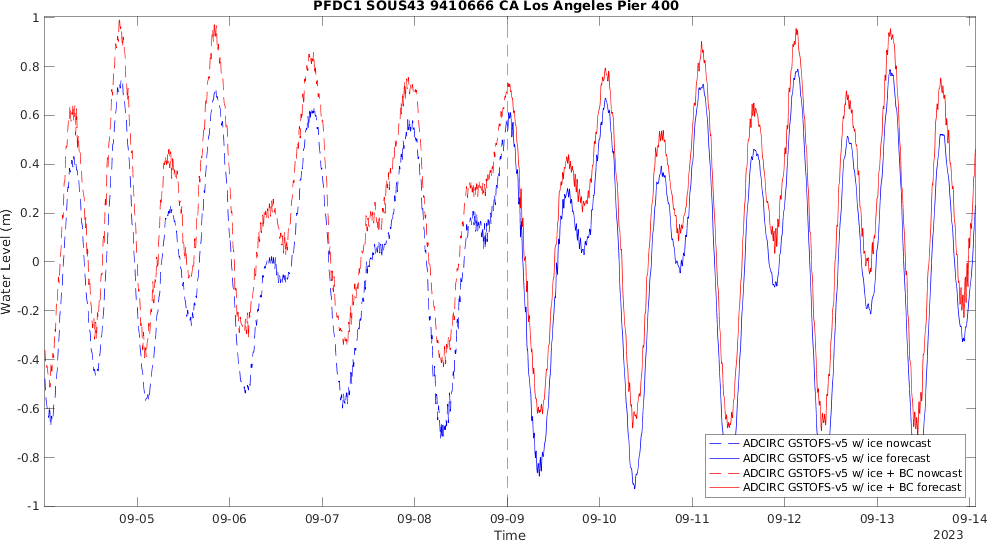 PFDC1 SOUS43 9410666 CA Los Angeles Pier 400
Water Level (m)
1
0.8
0.6
0.4
0.2
0
-0.2
-0.4
-0.6
-0.8
-1
ADCIRC GSTOFS-v5 w/ ice nowcast
ADCIRC GSTOFS-v5 w/ ice forecast
ADCIRC GSTOFS-v5 w/ ice + BC nowcast
ADCIRC GSTOFS-v5 w/ ice + BC forecast
09-05 09-06 09-07 09-08 09-09 09-10 09-11 09-12 09-13 09-14
Time
2023